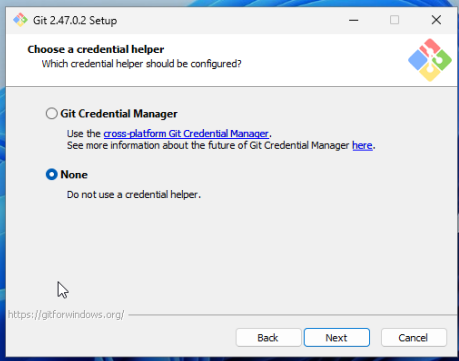 Git 2.47.0.2 Setup
Choose a credential helper
Which credential helper should be configured?
Git Credential Manager
Use the cross-platform Git Credential Manager.
See more information about the future of Git Credential Manager here.
None
Do not use a credential helper.
https://gitforwindows.org/
Back Next Cancel